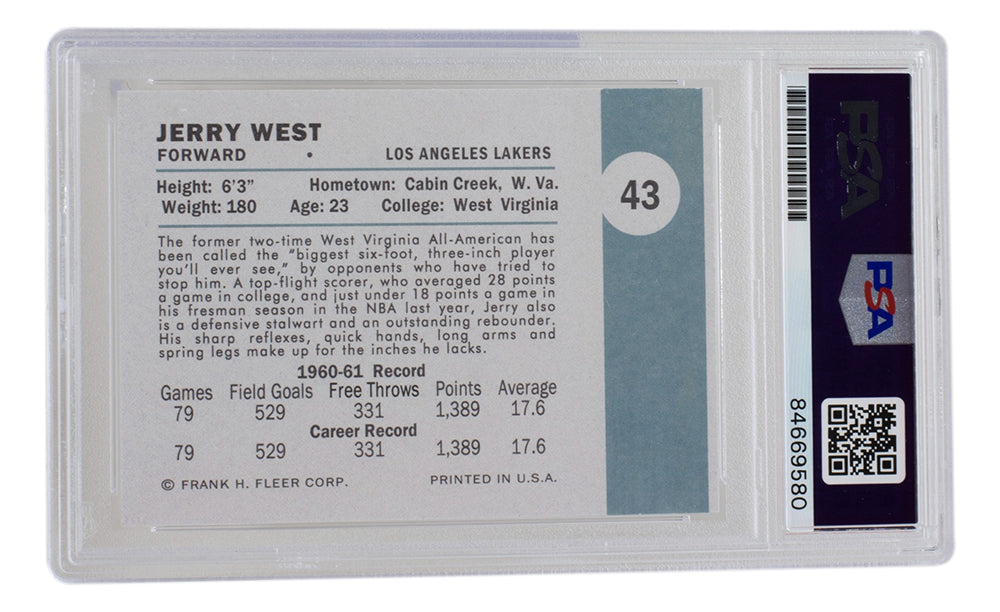 JERRY WEST
FORWARD • LOS ANGELES LAKERS
Height: 6'3" Hometown: Cabin Creek, W. Va.
Weight: 180 Age: 23 College: West Virginia
43
The former two-time West Virginia All-American has
been called the "biggest six-foot, three-inch player
you'll ever see," by opponents who have tried to
stop him. A top-flight scorer, who averaged 28 points
a game in college, and just under 18 points a game in
his fresman season in the NBA last year, Jerry also
is a defensive stalwart and an outstanding rebounder.
His sharp reflexes, quick hands, long arms and
spring legs make up for the inches he lacks.
1960-61 Record
Games Field Goals Free Throws Points Average
79 529 331 1,389 17.6
Career Record
79 529 331 1,389 17.6
© FRANK H. FLEER CORP. PRINTED IN U.S.A.
PSA
PSA
84669580